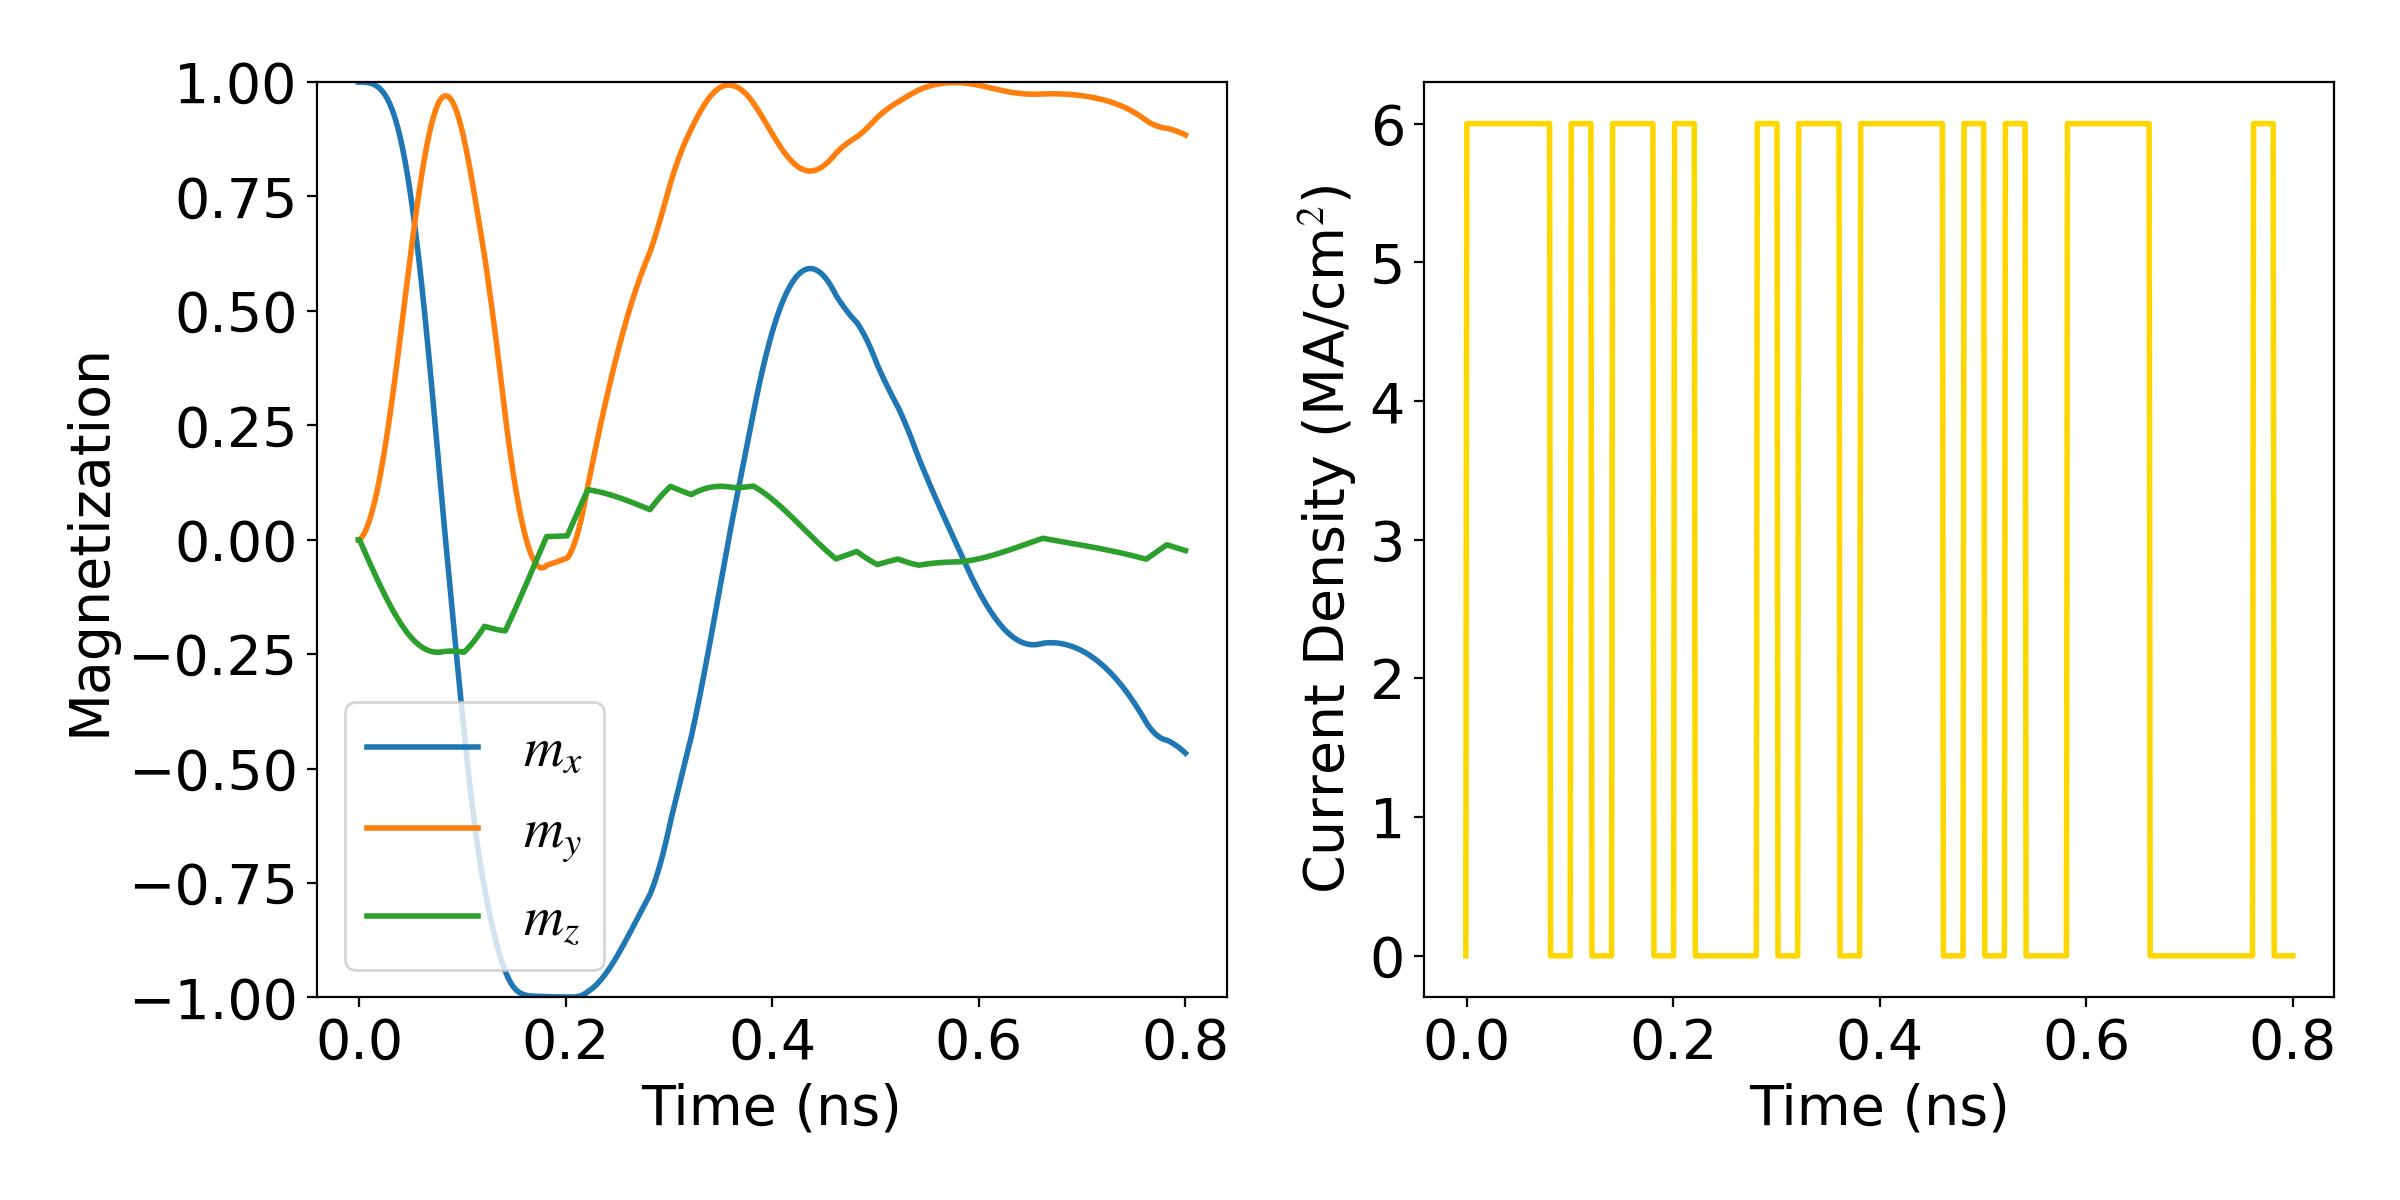 Magnetization
1.00
0.75
0.50
0.25
0.00
−0.25
−0.50
−0.75
−1.00
m_x
m_y
m_z
0.0 0.2 0.4 0.6 0.8
Time (ns)
Current Density (MA/cm²)
6
5
4
3
2
1
0
0.0 0.2 0.4 0.6 0.8
Time (ns)